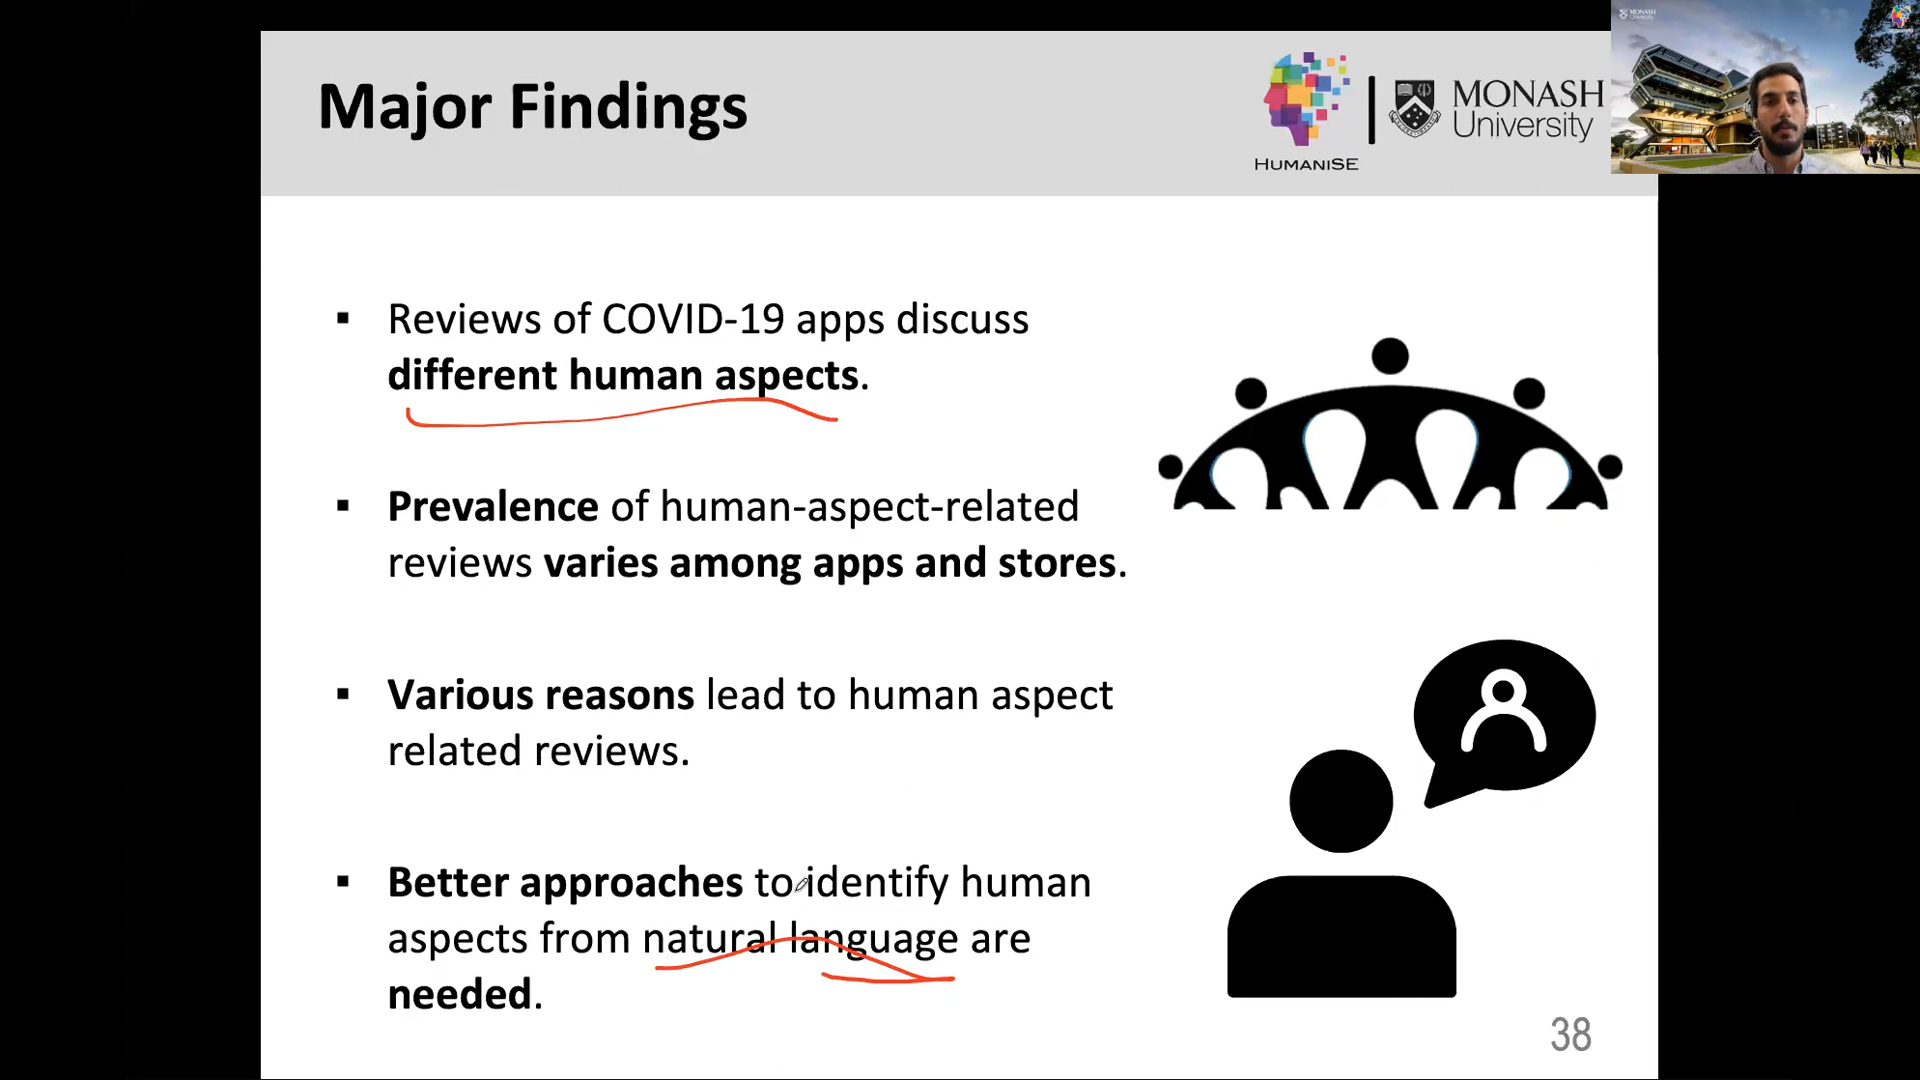 Major Findings
HUMANISE
MONASH
University
MONASH
University
▪ Reviews of COVID-19 apps discuss
different human aspects.
▪ Prevalence of human-aspect-related
reviews varies among apps and stores.
▪ Various reasons lead to human aspect
related reviews.
▪ Better approaches to identify human
aspects from natural language are
needed.
38